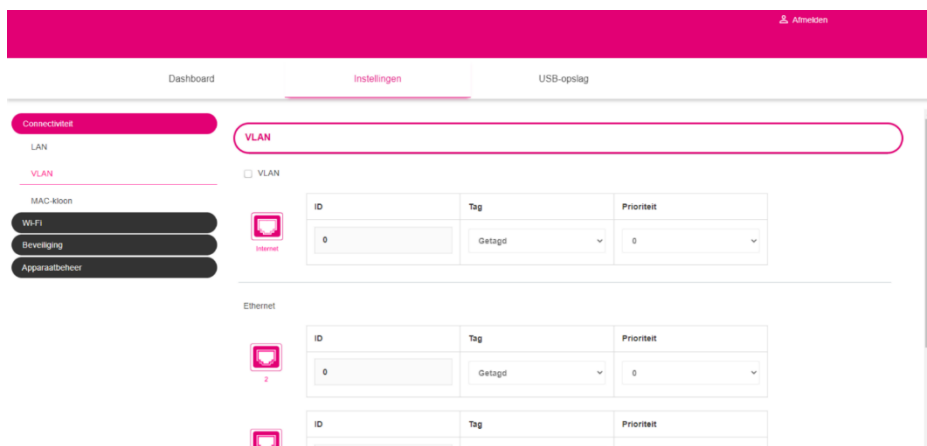 Afmelden
Dashboard Instellingen USB-opslag
Connectiviteit
LAN
VLAN
MAC-kloon
Wi-Fi
Beveiliging
Apparaatbeheer
VLAN
VLAN
ID Tag Prioriteit
0 Getagd 0
Internet
Ethernet
ID Tag Prioriteit
0 Getagd 0
2
ID Tag Prioriteit